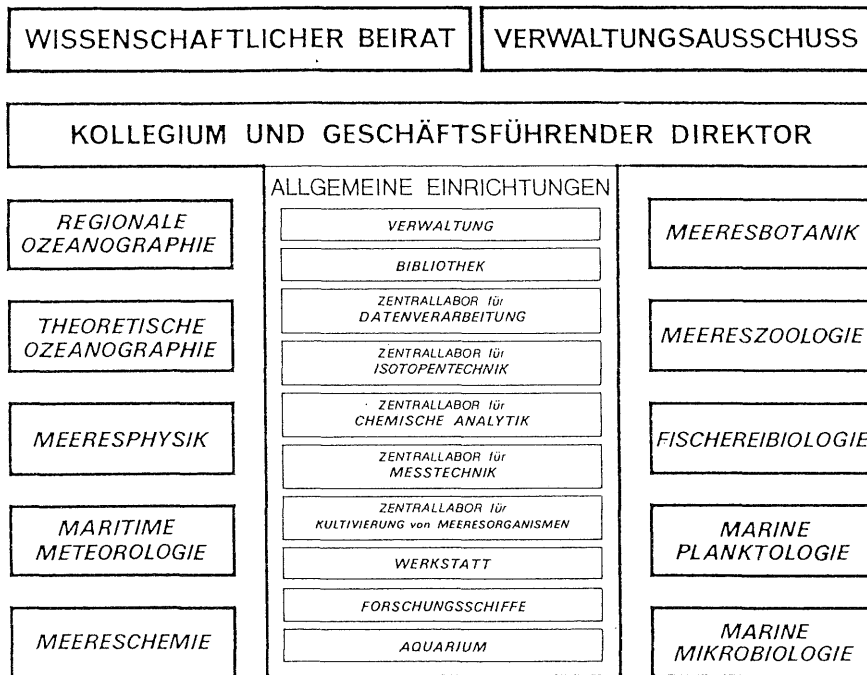 WISSENSCHAFTLICHER BEIRAT
VERWALTUNGSAUSSCHUSS
KOLLEGIUM UND GESCHÄFTSFÜHRENDER DIREKTOR
REGIONALE
OZEANOGRAPHIE
THEORETISCHE
OZEANOGRAPHIE
MEERESPHYSIK
MARITIME
METEOROLOGIE
MEERESCHEMIE
ALLGEMEINE EINRICHTUNGEN
VERWALTUNG
BIBLIOTHEK
ZENTRALLABOR für
DATENVERARBEITUNG
ZENTRALLABOR für
ISOTOPENTECHNIK
ZENTRALLABOR für
CHEMISCHE ANALYTIK
ZENTRALLABOR für
MESSTECHNIK
ZENTRALLABOR für
KULTIVIERUNG von MEERESORGANISMEN
WERKSTATT
FORSCHUNGSSCHIFFE
AQUARIUM
MEERESBOTANIK
MEERESZOOLOGIE
FISCHEREIBIOLOGIE
MARINE
PLANKTOLOGIE
MARINE
MIKROBIOLOGIE